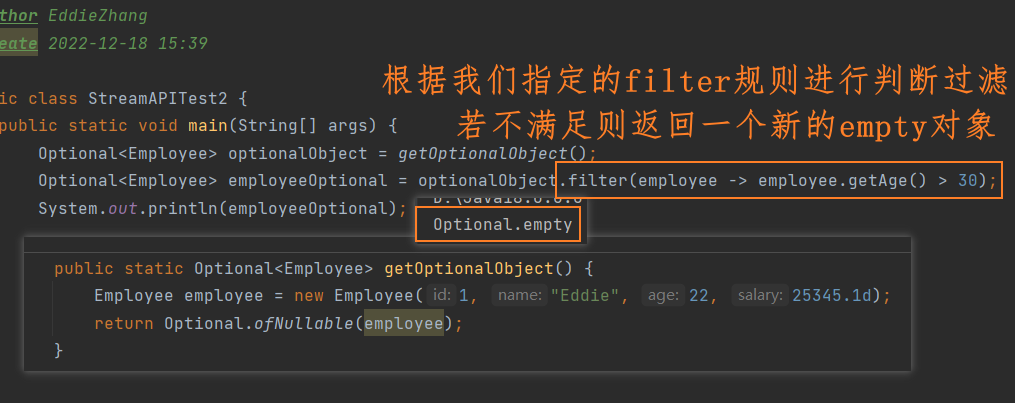 thor EddieZhang
eate 2022-12-18 15:39
根据我们指定的filter规则进行判断过滤
ic class StreamAPITest2 {
若不满足则返回一个新的empty对象
public static void main(String[] args) {
Optional<Employee> optionalObject = getOptionalObject();
Optional<Employee> employeeOptional = optionalObject.filter(employee -> employee.getAge() > 30);
System.out.println(employeeOptional);
Optional.empty
public static Optional<Employee> getOptionalObject() {
Employee employee = new Employee( id: 1, name: "Eddie", age: 22, salary: 25345.1d);
return Optional.ofNullable(employee);
}